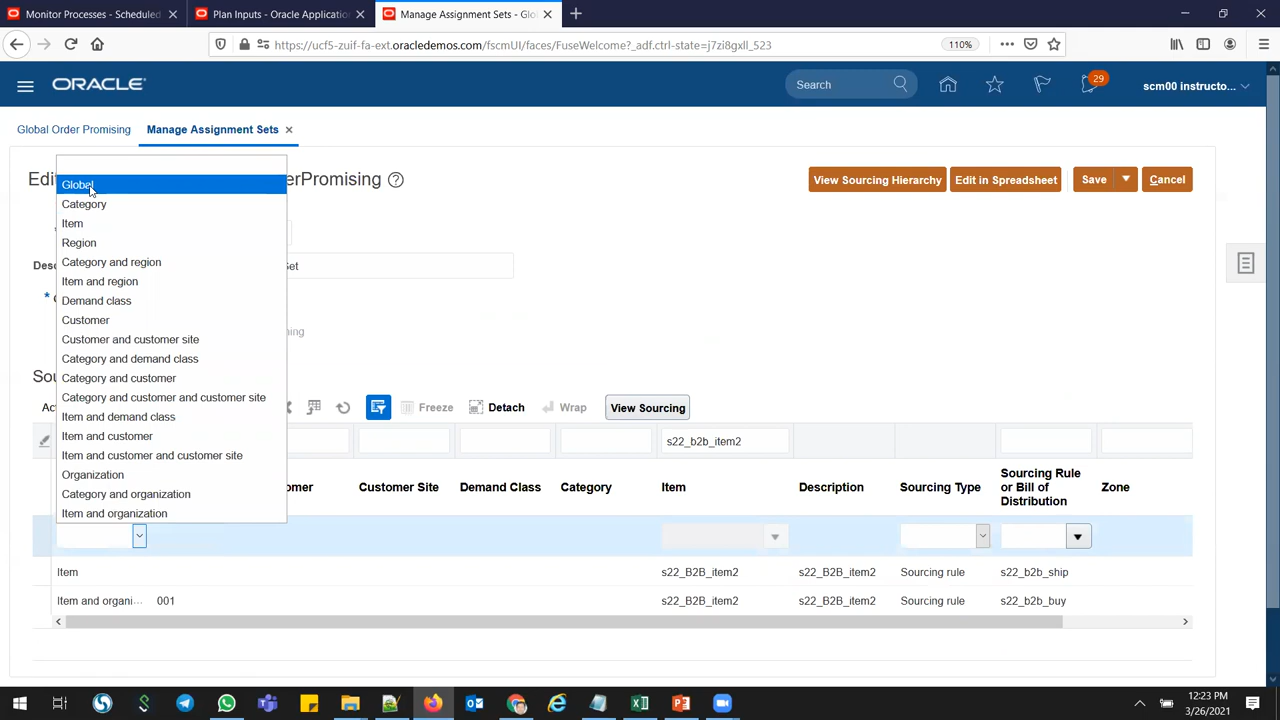 Monitor Processes - Scheduled
Plan Inputs - Oracle Application
Manage Assignment Sets - Glo
https://ucf5-zuif-fa-ext.oracledemos.com/fscmUI/faces/FuseWelcome?_adf.ctrl-state=j7zi8gxll_523
110%
ORACLE
Search
29
scm00 instructo...
Global Order Promising
Manage Assignment Sets
Edi
erPromising
View Sourcing Hierarchy
Edit in Spreadsheet
Save
Cancel
Global
Category
Item
Region
Category and region
Item and region
Demand class
Customer
Customer and customer site
Category and demand class
Category and customer
Category and customer and customer site
Item and demand class
Item and customer
Item and customer and customer site
Organization
Category and organization
Item and organization
*
Desc
Set
*
ning
Sou
Act
Freeze
Detach
Wrap
View Sourcing
s22_b2b_item2
omer
Customer Site
Demand Class
Category
Item
Description
Sourcing Type
Sourcing Rule
or Bill of
Distribution
Zone
Item
s22_B2B_item2
s22_B2B_item2
Sourcing rule
s22_b2b_ship
Item and organi...
001
s22_B2B_item2
s22_B2B_item2
Sourcing rule
s22_b2b_buy
12:23 PM
3/26/2021